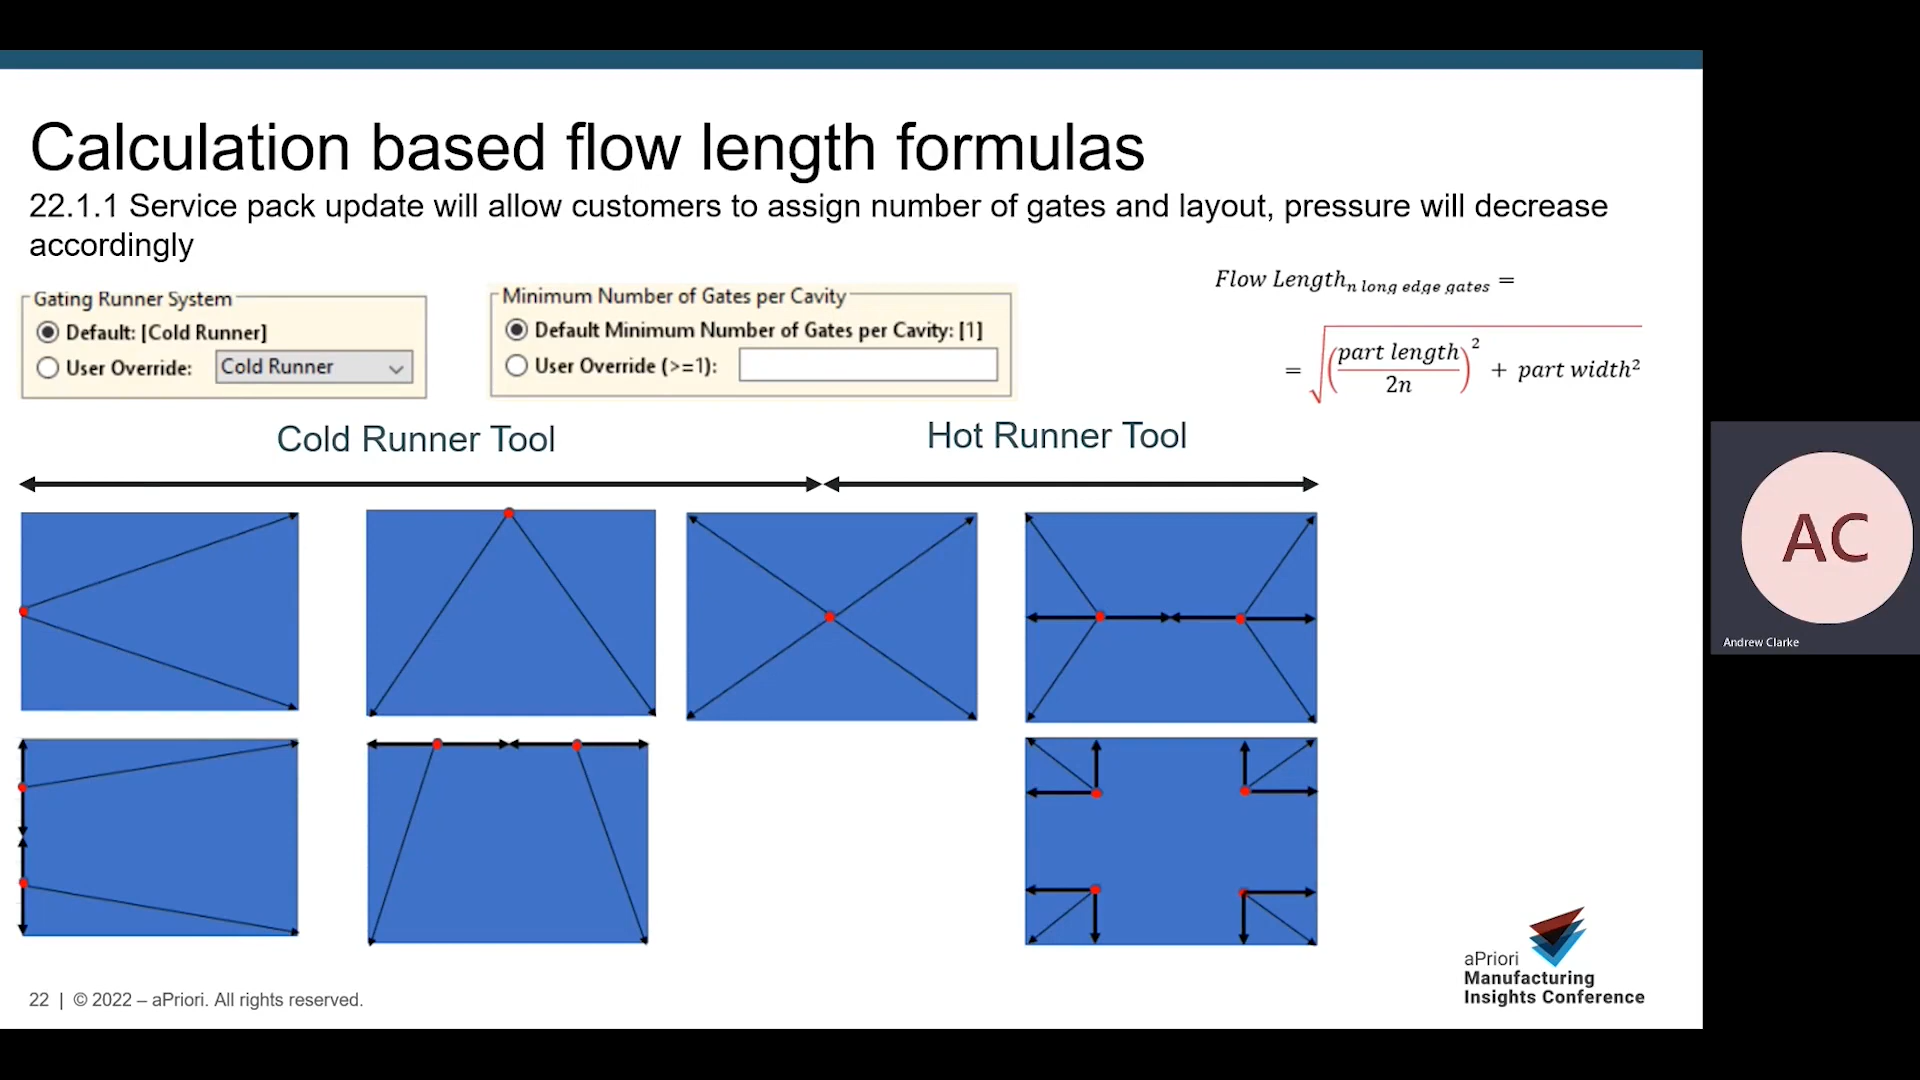 Calculation based flow length formulas
22.1.1 Service pack update will allow customers to assign number of gates and layout, pressure will decrease
accordingly
Gating Runner System
Default: [Cold Runner]
User Override: Cold Runner
Minimum Number of Gates per Cavity
Default Minimum Number of Gates per Cavity: [1]
User Override (>=1):
Flow Length n long edge gates =
= √(part length / 2n)² + part width²
Cold Runner Tool
Hot Runner Tool
AC
Andrew Clarke
aPriori
Manufacturing
Insights Conference
22 | © 2022 – aPriori. All rights reserved.